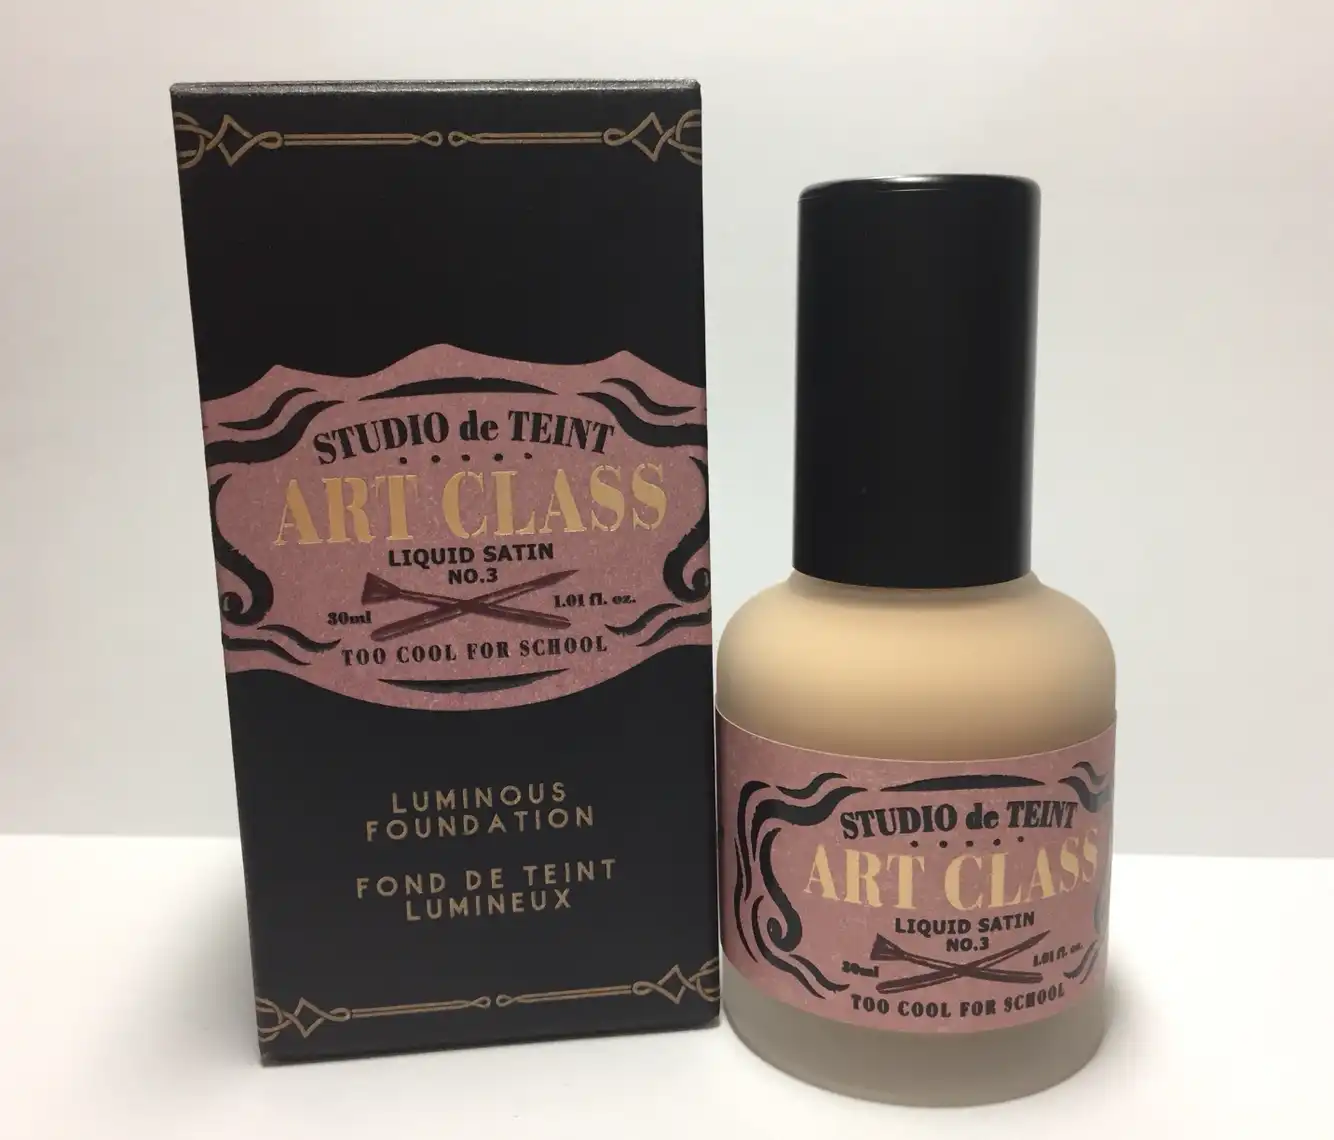 STUDIO de TEINT
ART CLASS
LIQUID SATIN
NO.3
30ml
1.01 fl. oz.
TOO COOL FOR SCHOOL
LUMINOUS
FOUNDATION
FOND DE TEINT
LUMINEUX
STUDIO de TEINT
ART CLASS
LIQUID SATIN
NO.3
30ml
1.01 fl. oz.
TOO COOL FOR SCHOOL